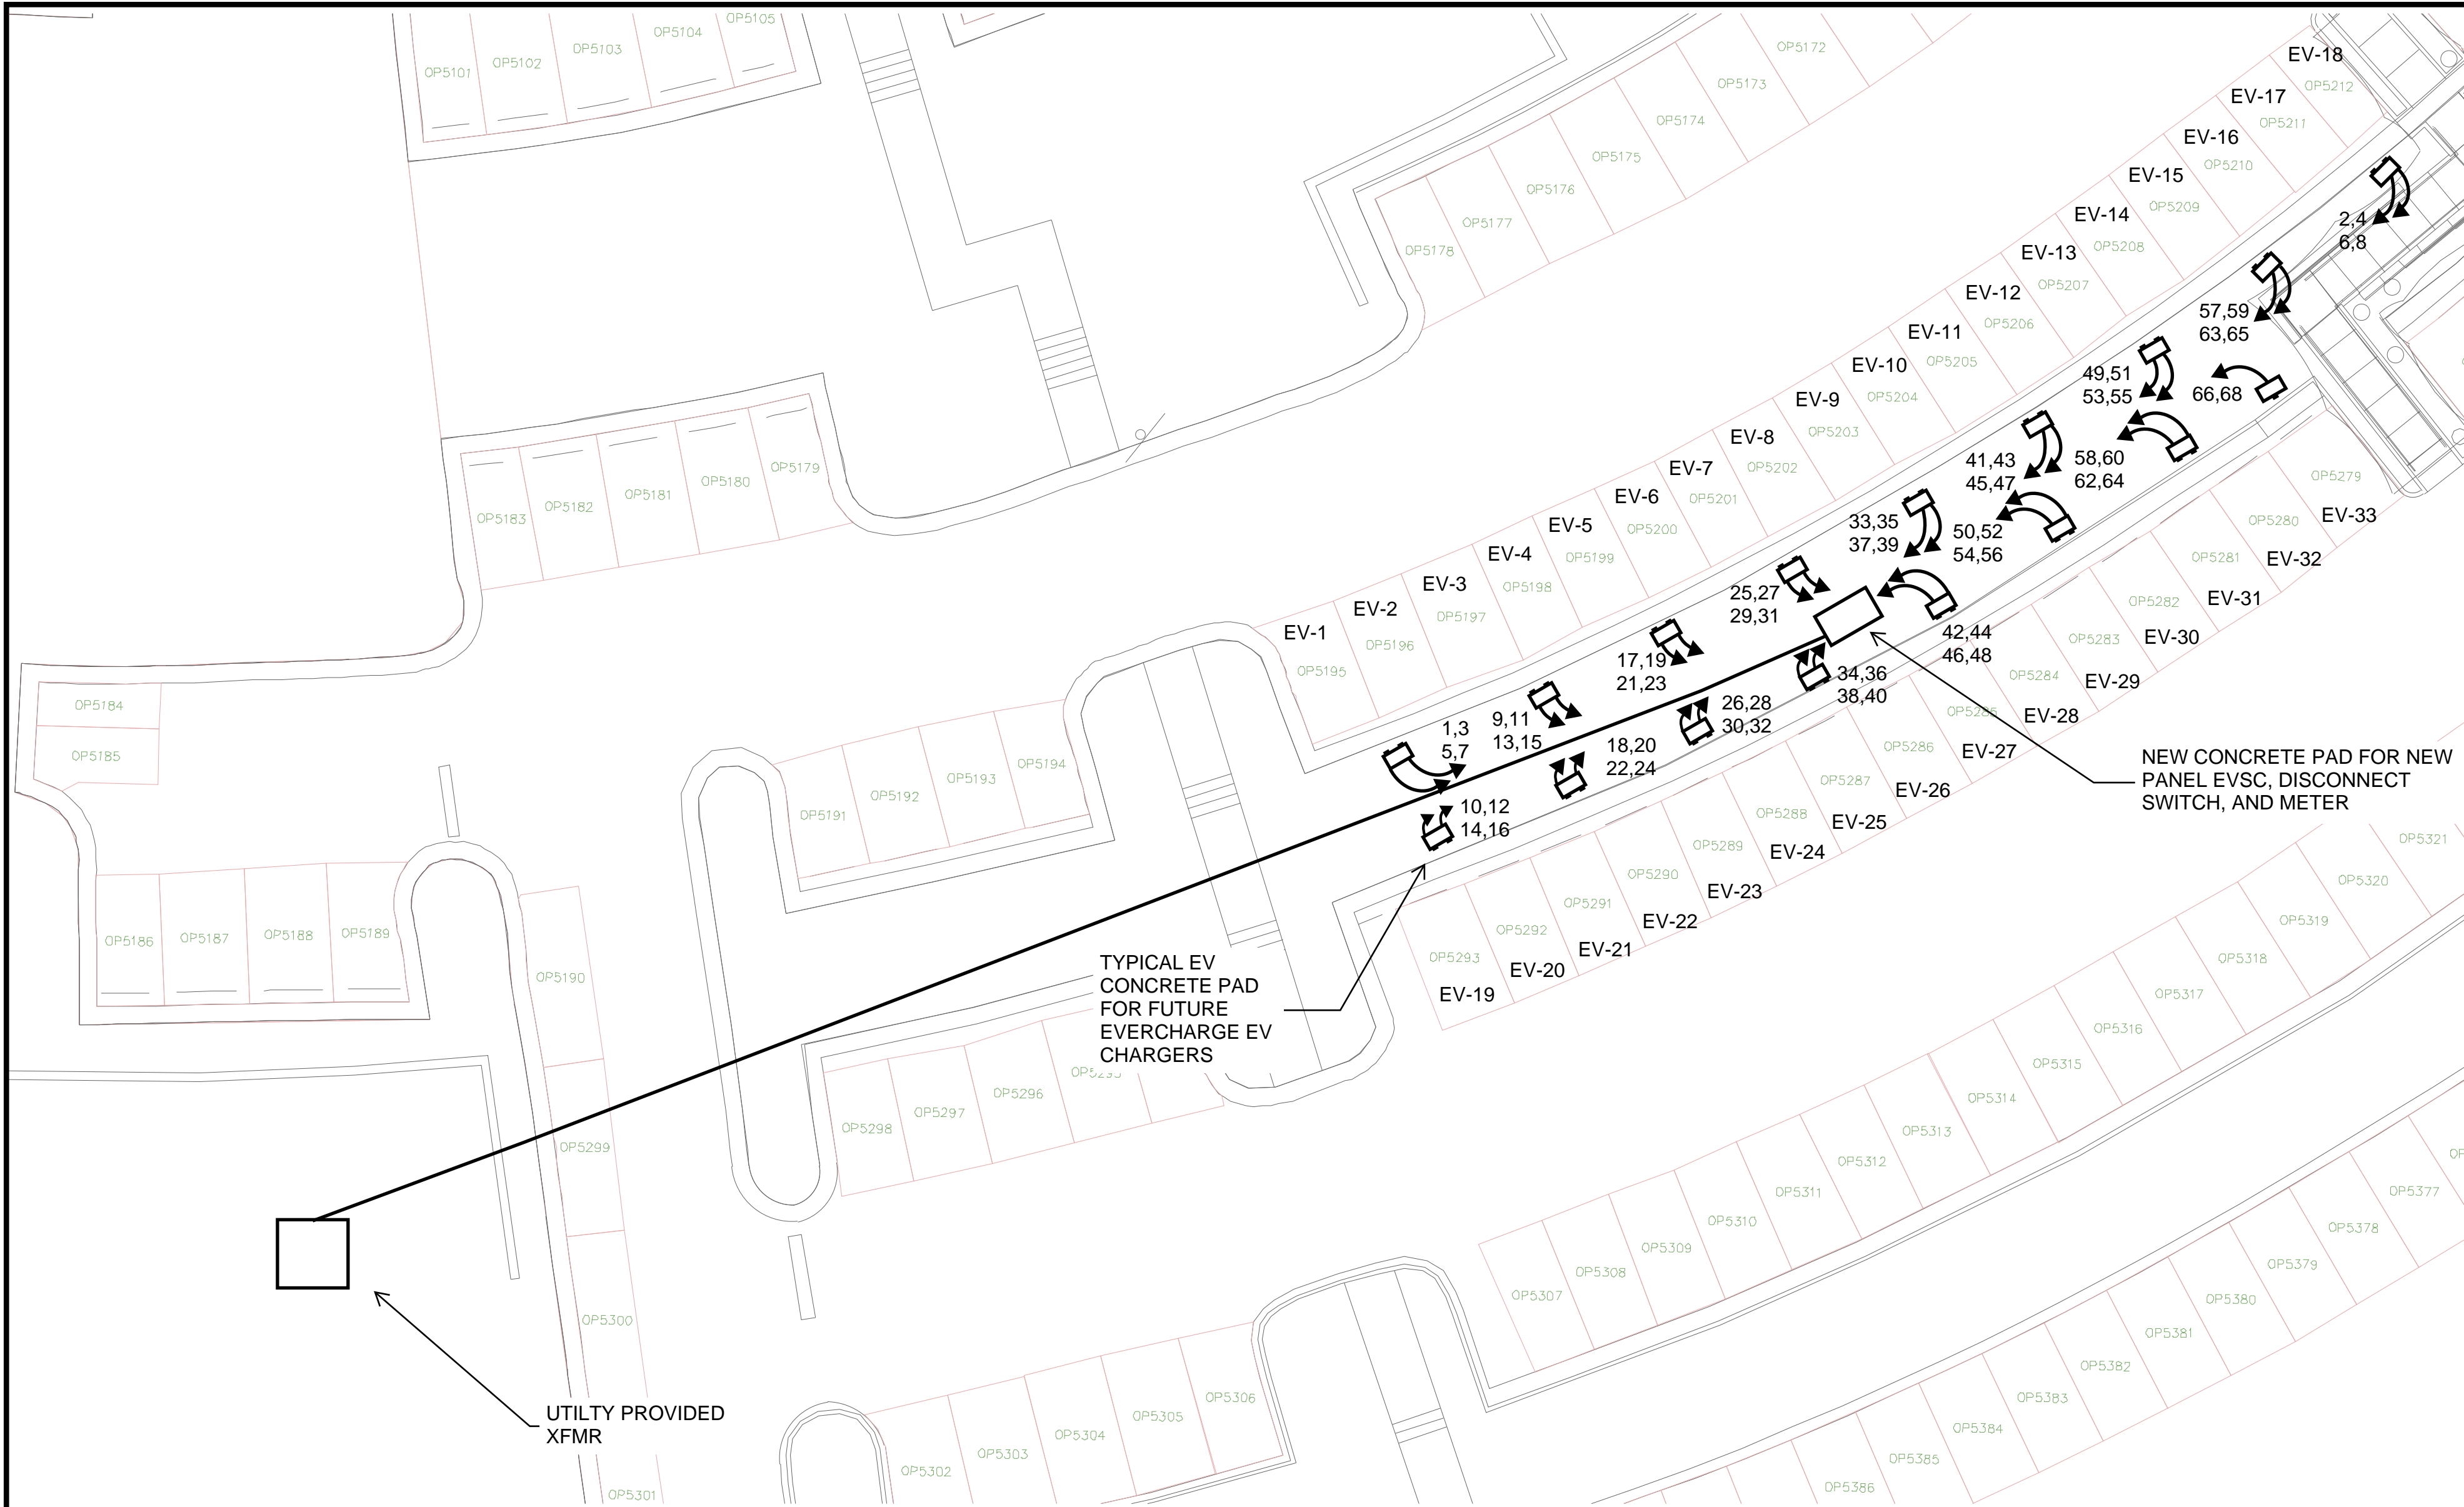 OP5101
OP5102
OP5103
OP5104
OP5105
OP5172
OP5173
OP5174
OP5175
OP5176
OP5177
OP5178
OP5179
OP5180
OP5181
OP5182
OP5183
OP5184
OP5185
OP5186
OP5187
OP5188
OP5189
OP5190
OP5191
OP5192
OP5193
OP5194
EV-1
OP5195
EV-2
OP5196
EV-3
OP5197
EV-4
OP5198
EV-5
OP5199
EV-6
OP5200
EV-7
OP5201
EV-8
OP5202
EV-9
OP5203
EV-10
OP5204
EV-11
OP5205
EV-12
OP5206
EV-13
OP5207
EV-14
OP5208
EV-15
OP5209
EV-16
OP5210
EV-17
OP5211
EV-18
OP5212
2,4
6,8
57,59
63,65
49,51
53,55
66,68
41,43
45,47
58,60
62,64
33,35
37,39
50,52
54,56
25,27
29,31
42,44
46,48
17,19
21,23
34,36
38,40
9,11
13,15
26,28
30,32
1,3
5,7
18,20
22,24
10,12
14,16
OP5279
EV-33
OP5280
EV-32
OP5281
EV-31
OP5282
EV-30
OP5283
EV-29
OP5284
EV-28
OP5285
EV-27
OP5286
EV-26
OP5287
EV-25
OP5288
EV-24
OP5289
EV-23
OP5290
EV-22
OP5291
EV-21
OP5292
EV-20
OP5293
EV-19
NEW CONCRETE PAD FOR NEW
PANEL EVSC, DISCONNECT
SWITCH, AND METER
TYPICAL EV
CONCRETE PAD
FOR FUTURE
EVERCHARGE EV
CHARGERS
OP5296
OP5297
OP5298
OP5299
OP5300
OP5301
UTILTY PROVIDED
XFMR
OP5302
OP5303
OP5304
OP5305
OP5306
OP5307
OP5308
OP5309
OP5310
OP5311
OP5312
OP5313
OP5314
OP5315
OP5316
OP5317
OP5318
OP5319
OP5320
OP5321
OP5377
OP5378
OP5379
OP5380
OP5381
OP5382
OP5383
OP5384
OP5385
OP5386